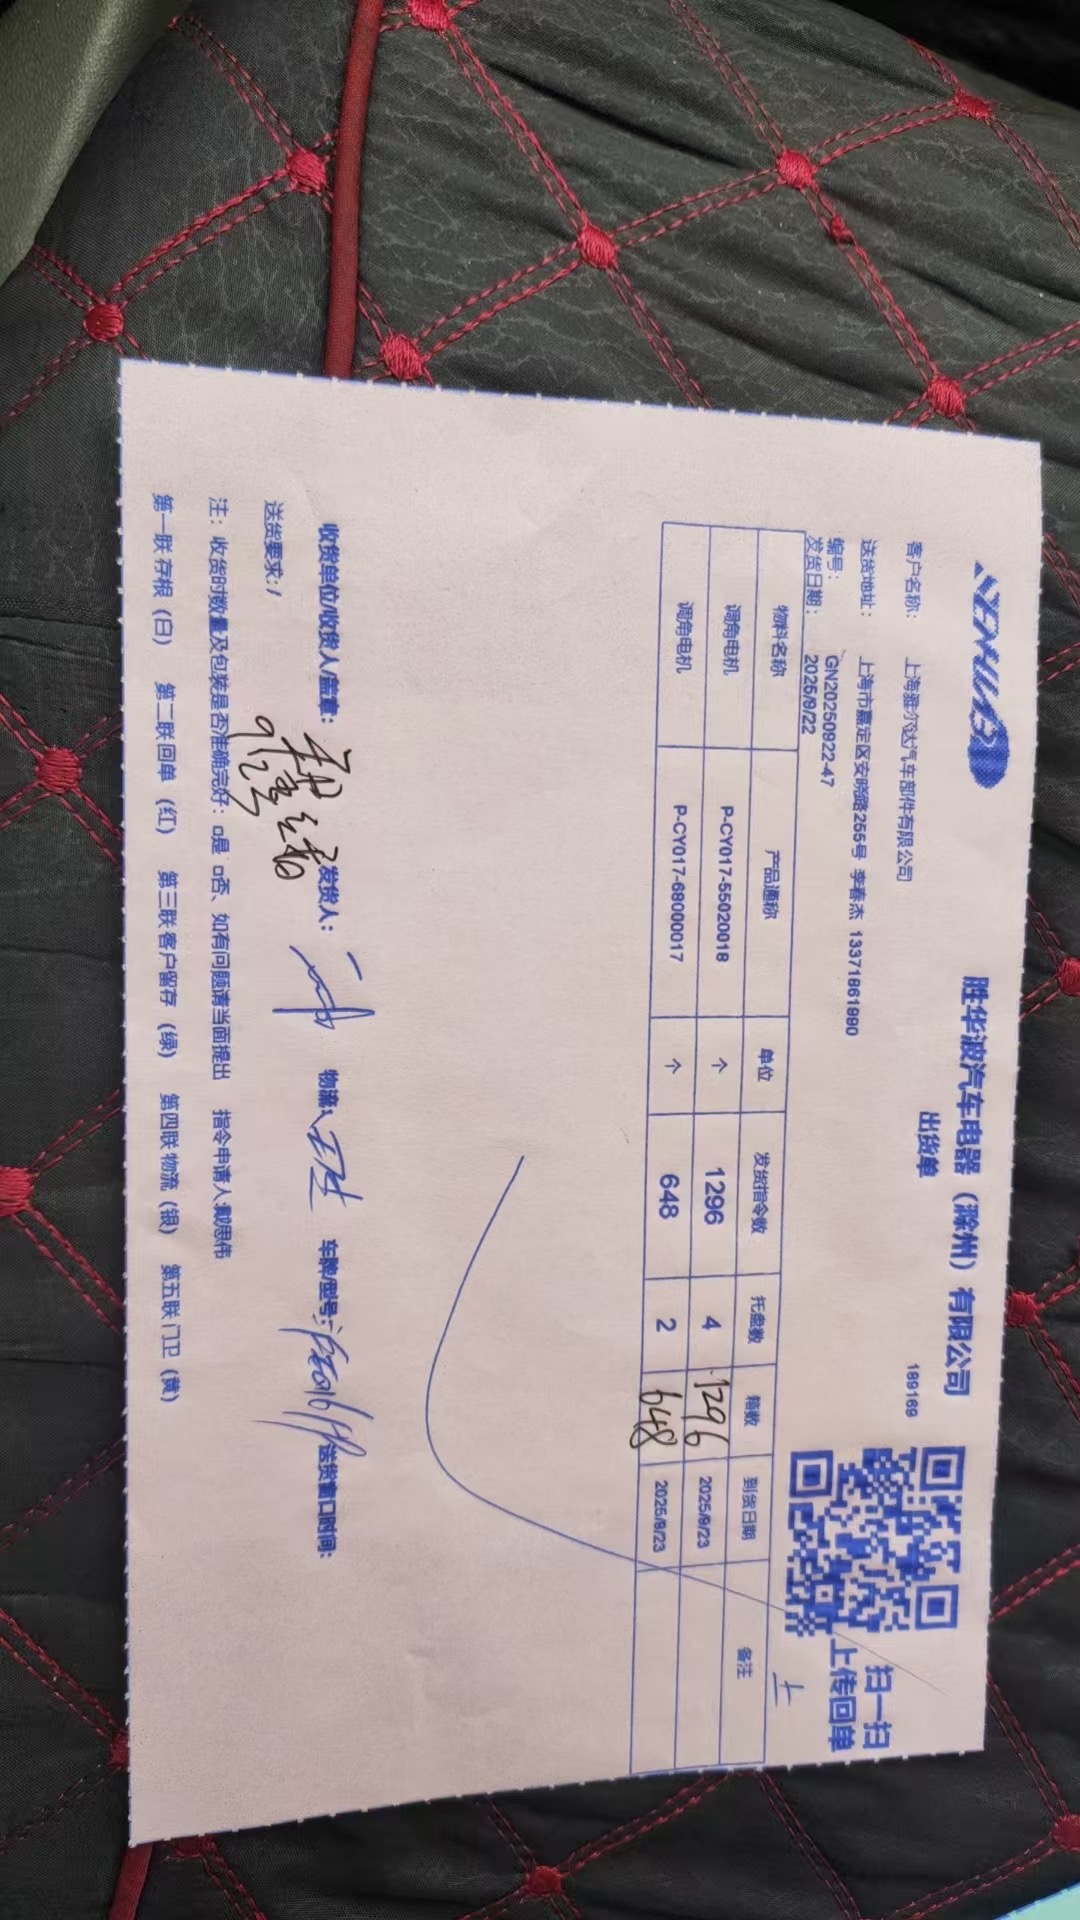 SENHWBO
胜华波汽车电器（滁州）有限公司
出货单
189169
扫一扫
上传回单
客户名称： 上海雅尔达汽车部件有限公司
送货地址： 上海市嘉定区安晓路255号 李春杰 13371861990
编号： GN20250922-47
发货日期： 2025/9/22
物料名称 产品通称 单位 发货指令数 托盘数 箱数 到货日期 备注
调角电机 P-CY017-55020018 个 1296 4 1296 2025/9/23
调角电机 P-CY017-68000017 个 648 2 648 2025/9/23
收货单位/收货人/盖章： 发货人： 物流： 车牌/型号： 送货窗口时间：
送货要求:/
注：收货时数量及包装是否准确完好：□是 □否、如有问题请当面提出 指令申请人:戴思伟
第一联 存根（白） 第二联 回单（红） 第三联 客户留存（绿） 第四联 物流（银） 第五联 门卫（黄）